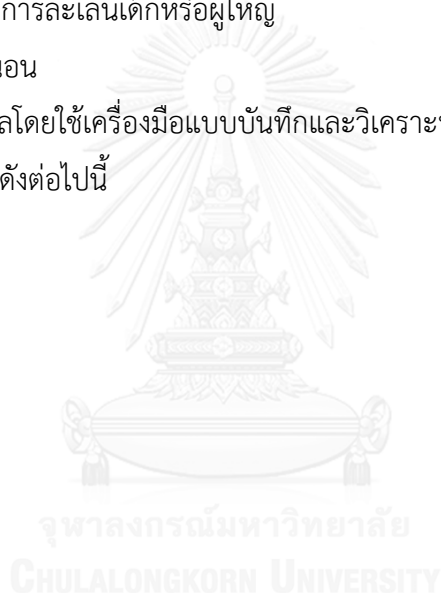 การละเล่นเด็กหรือผู้ใหญ่
นอน
ลโดยใช้เครื่องมือแบบบันทึกและวิเคราะห
ดังต่อไปนี้
จุฬาลงกรณ์มหาวิทยาลัย
CHULALONGKORN UNIVERSITY